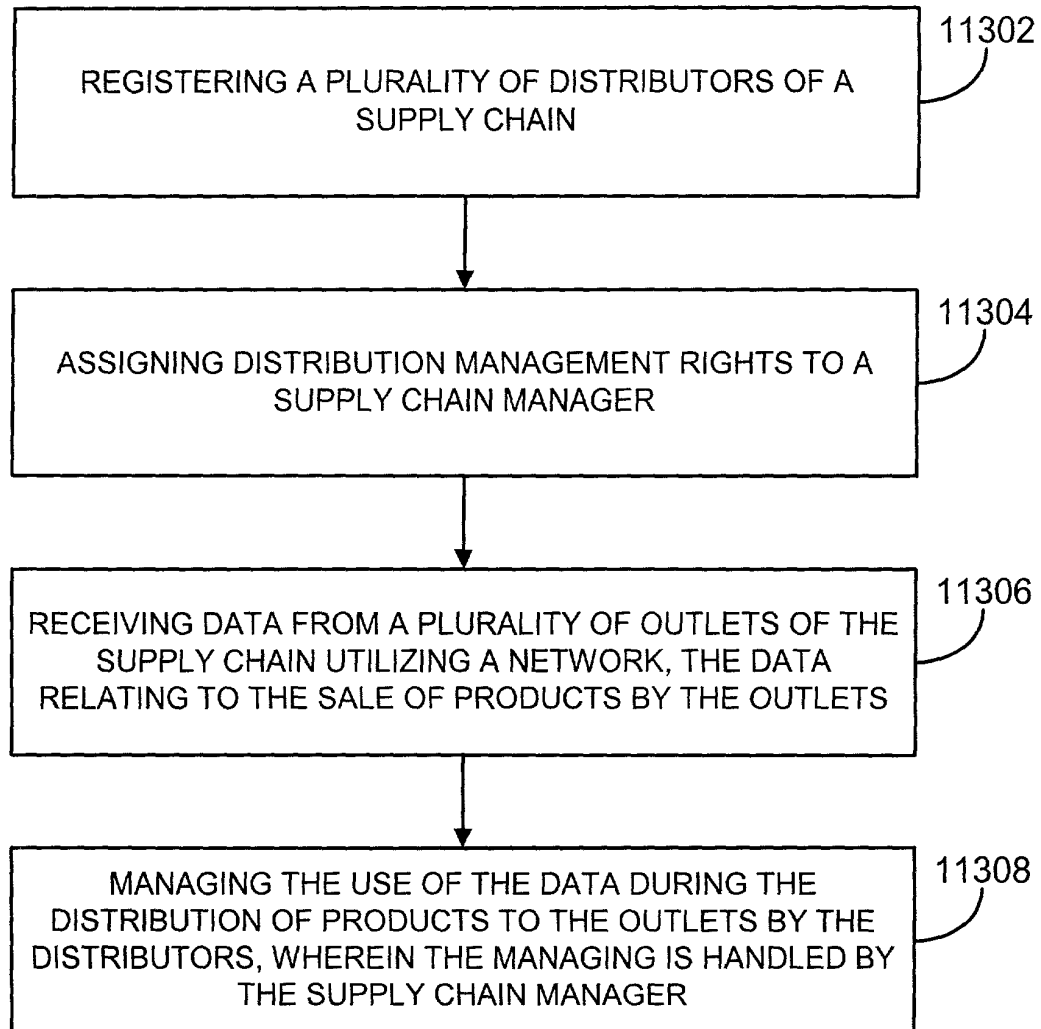 11302
REGISTERING A PLURALITY OF DISTRIBUTORS OF A
SUPPLY CHAIN
11304
ASSIGNING DISTRIBUTION MANAGEMENT RIGHTS TO A
SUPPLY CHAIN MANAGER
11306
RECEIVING DATA FROM A PLURALITY OF OUTLETS OF THE
SUPPLY CHAIN UTILIZING A NETWORK, THE DATA
RELATING TO THE SALE OF PRODUCTS BY THE OUTLETS
11308
MANAGING THE USE OF THE DATA DURING THE
DISTRIBUTION OF PRODUCTS TO THE OUTLETS BY THE
DISTRIBUTORS, WHEREIN THE MANAGING IS HANDLED BY
THE SUPPLY CHAIN MANAGER